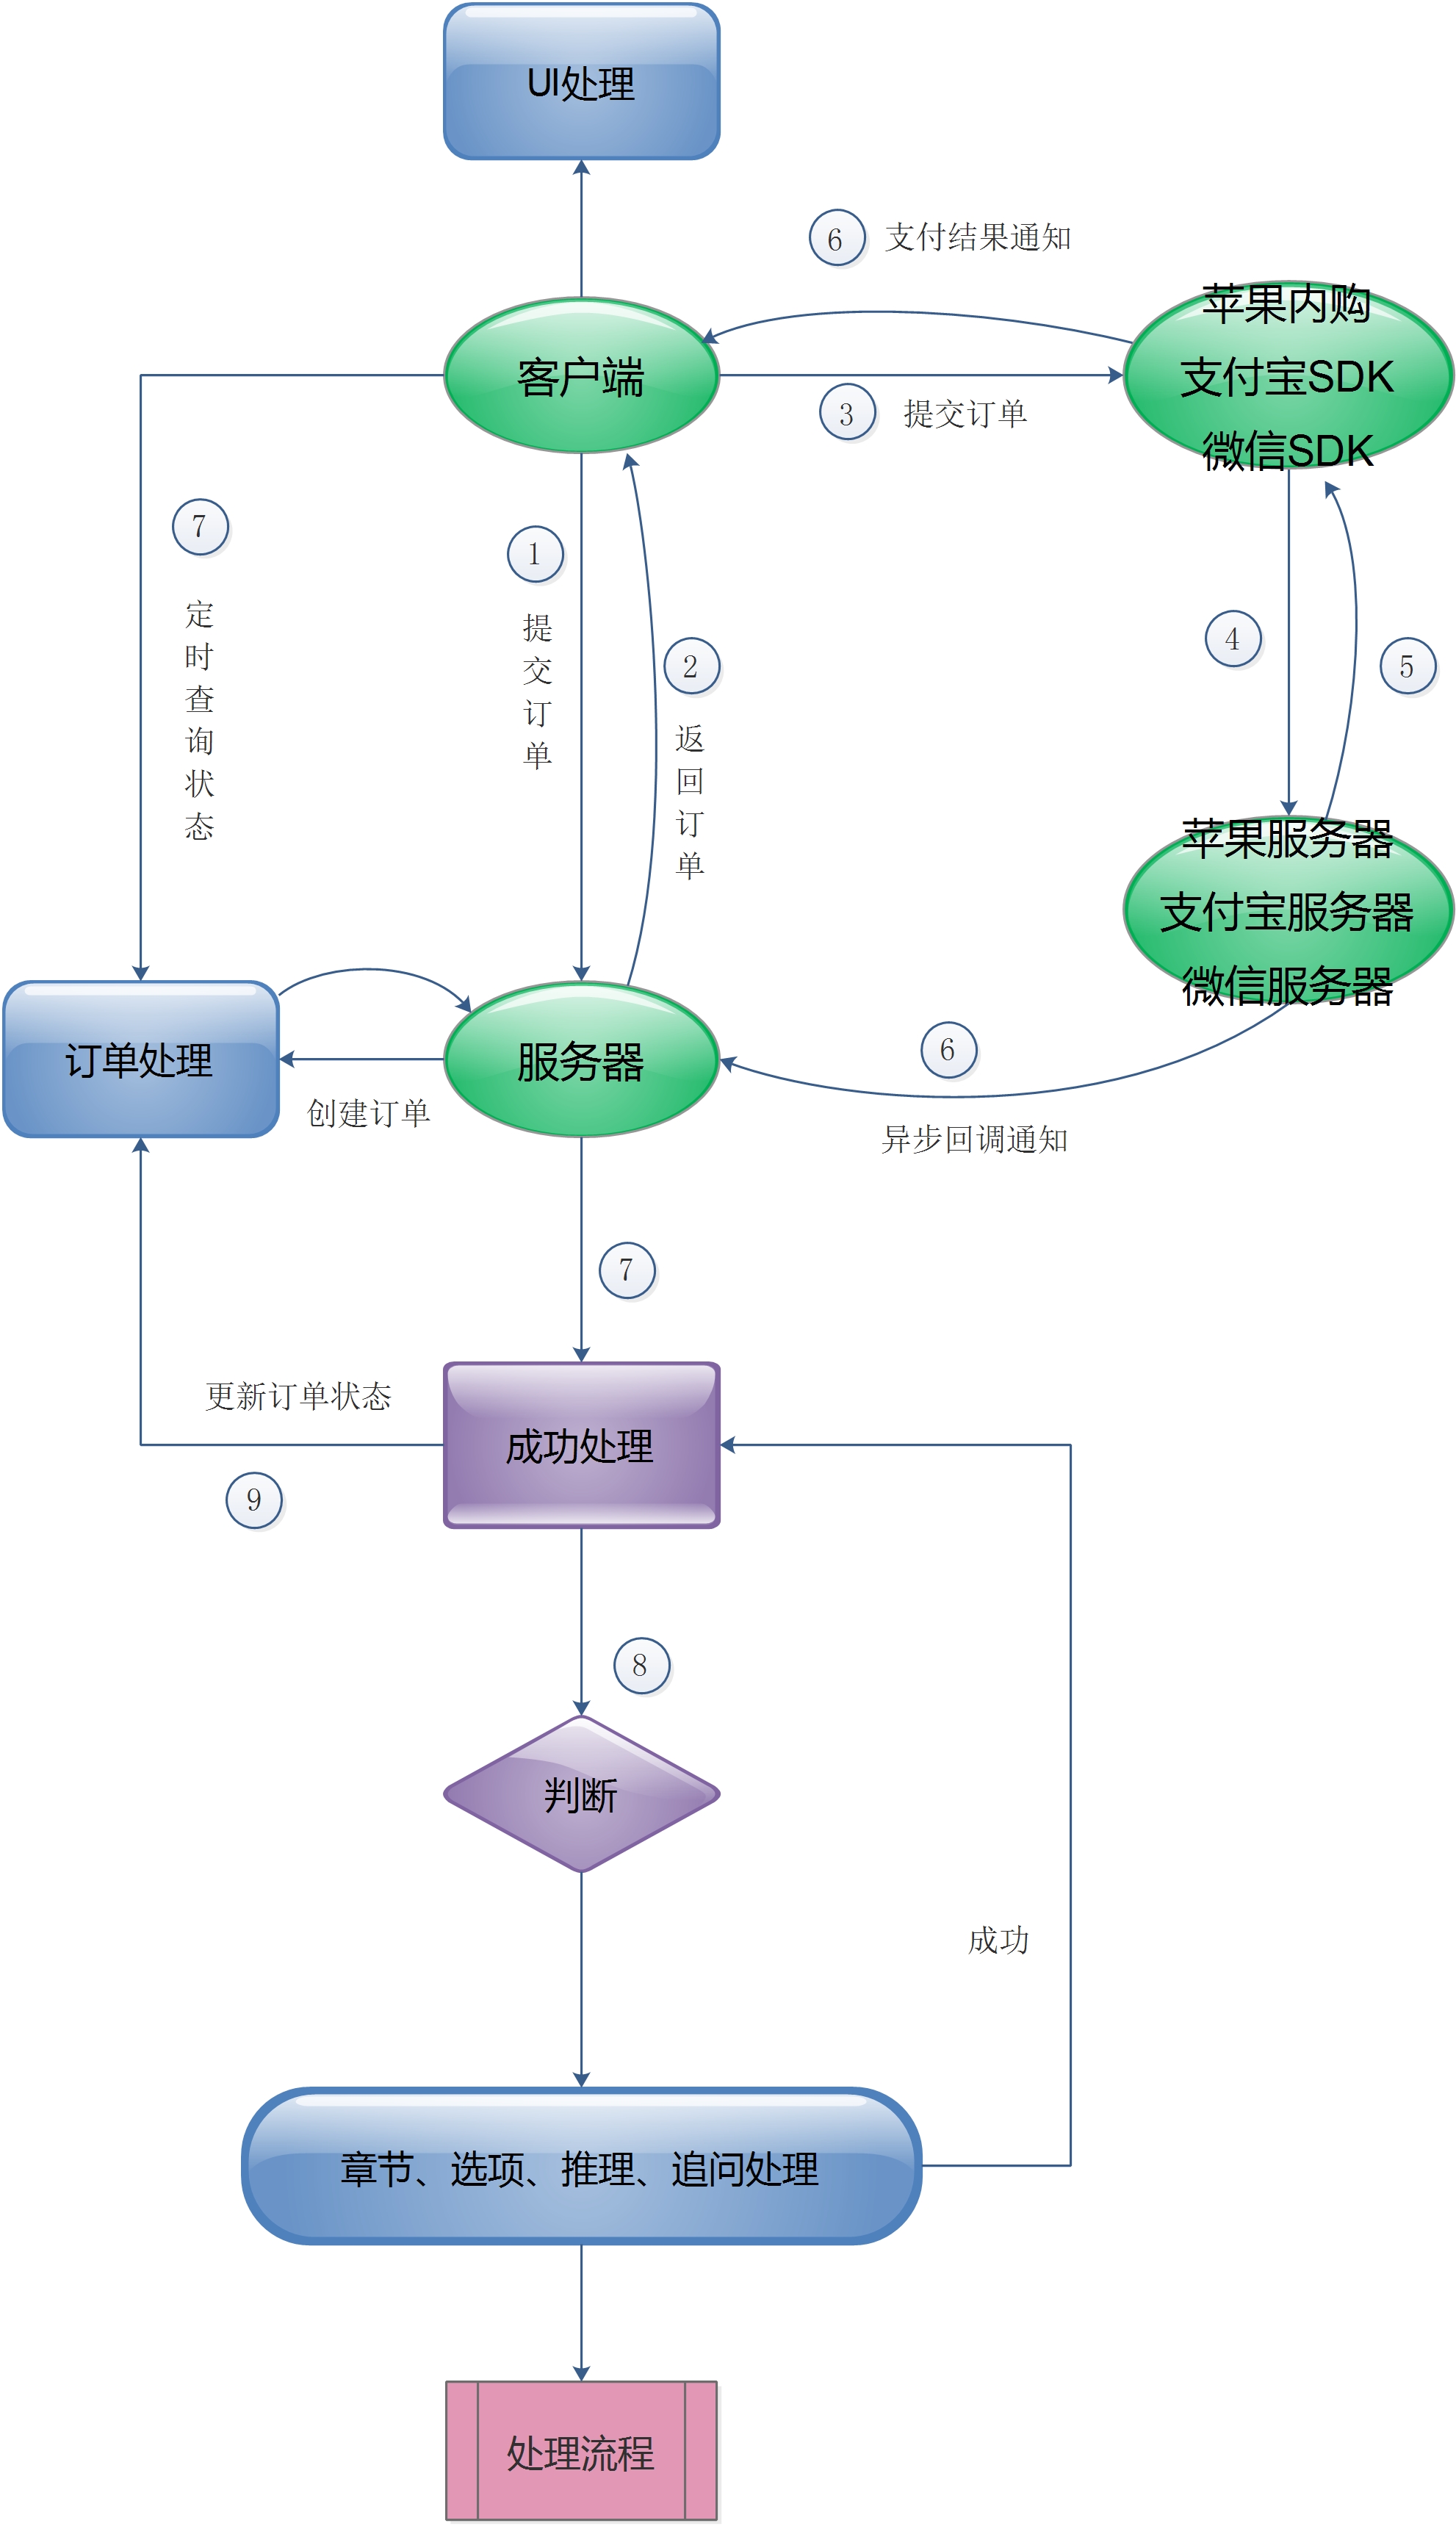 UI处理
6 支付结果通知
苹果内购
支付宝SDK
微信SDK
客户端
3 提交订单
7
定时查询状态
1
提交订单
2
返回订单
4
5
苹果服务器
支付宝服务器
微信服务器
订单处理
服务器
创建订单
6
异步回调通知
7
更新订单状态
成功处理
9
8
判断
成功
章节、选项、推理、追问处理
处理流程